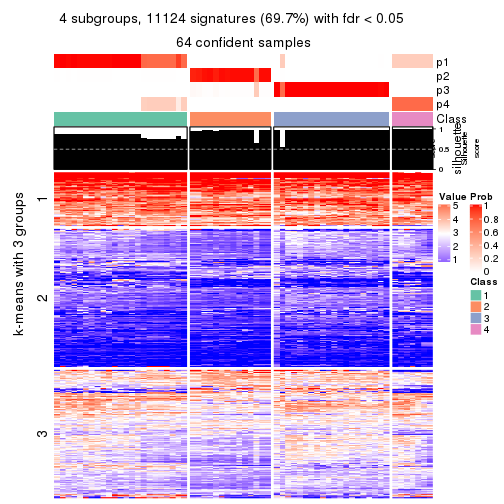 4 subgroups, 11124 signatures (69.7%) with fdr < 0.05
64 confident samples
p1
p2
p3
p4
Class
1
0.5
0
silhouette
Silhouette
score
k-means with 3 groups
1
2
3
Value
5
4
3
2
1
Prob
1
0.8
0.6
0.4
0.2
0
Class
1
2
3
4